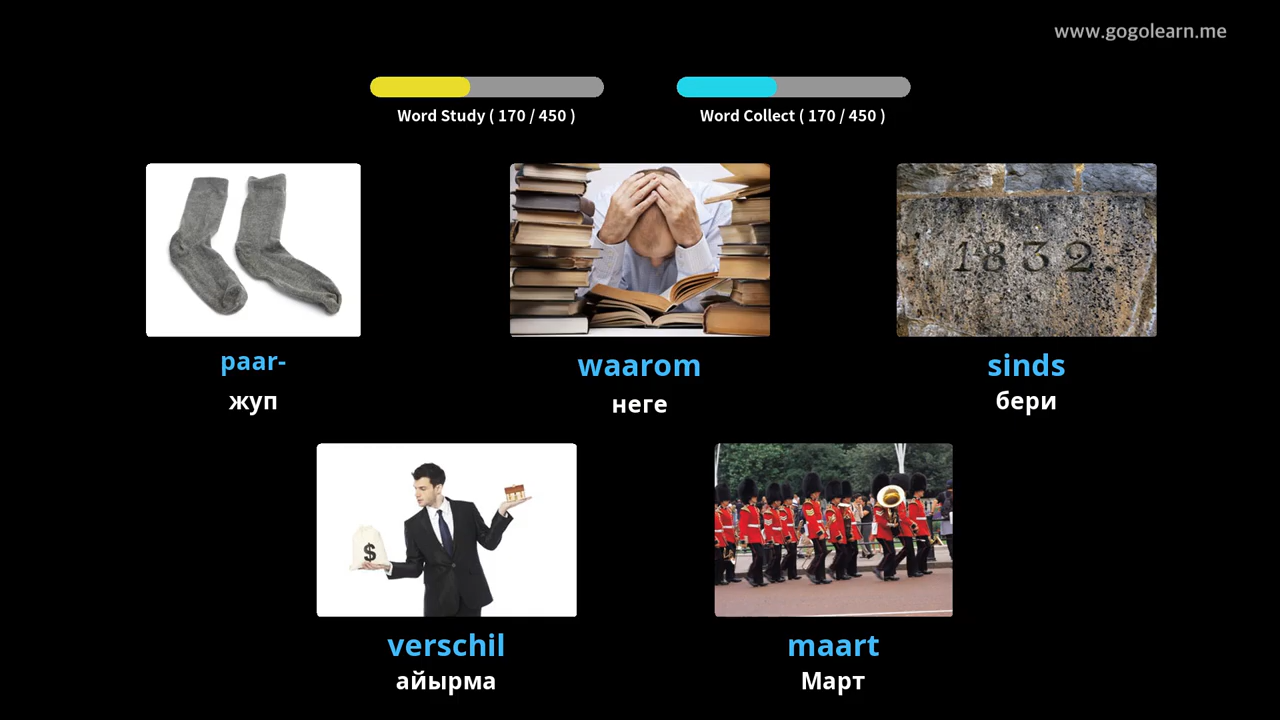 www.gogolearn.me
Word Study ( 170 / 450 )
Word Collect ( 170 / 450 )
1832.
paar-
жуп
waarom
неге
sinds
бери
$
verschil
айырма
maart
Март